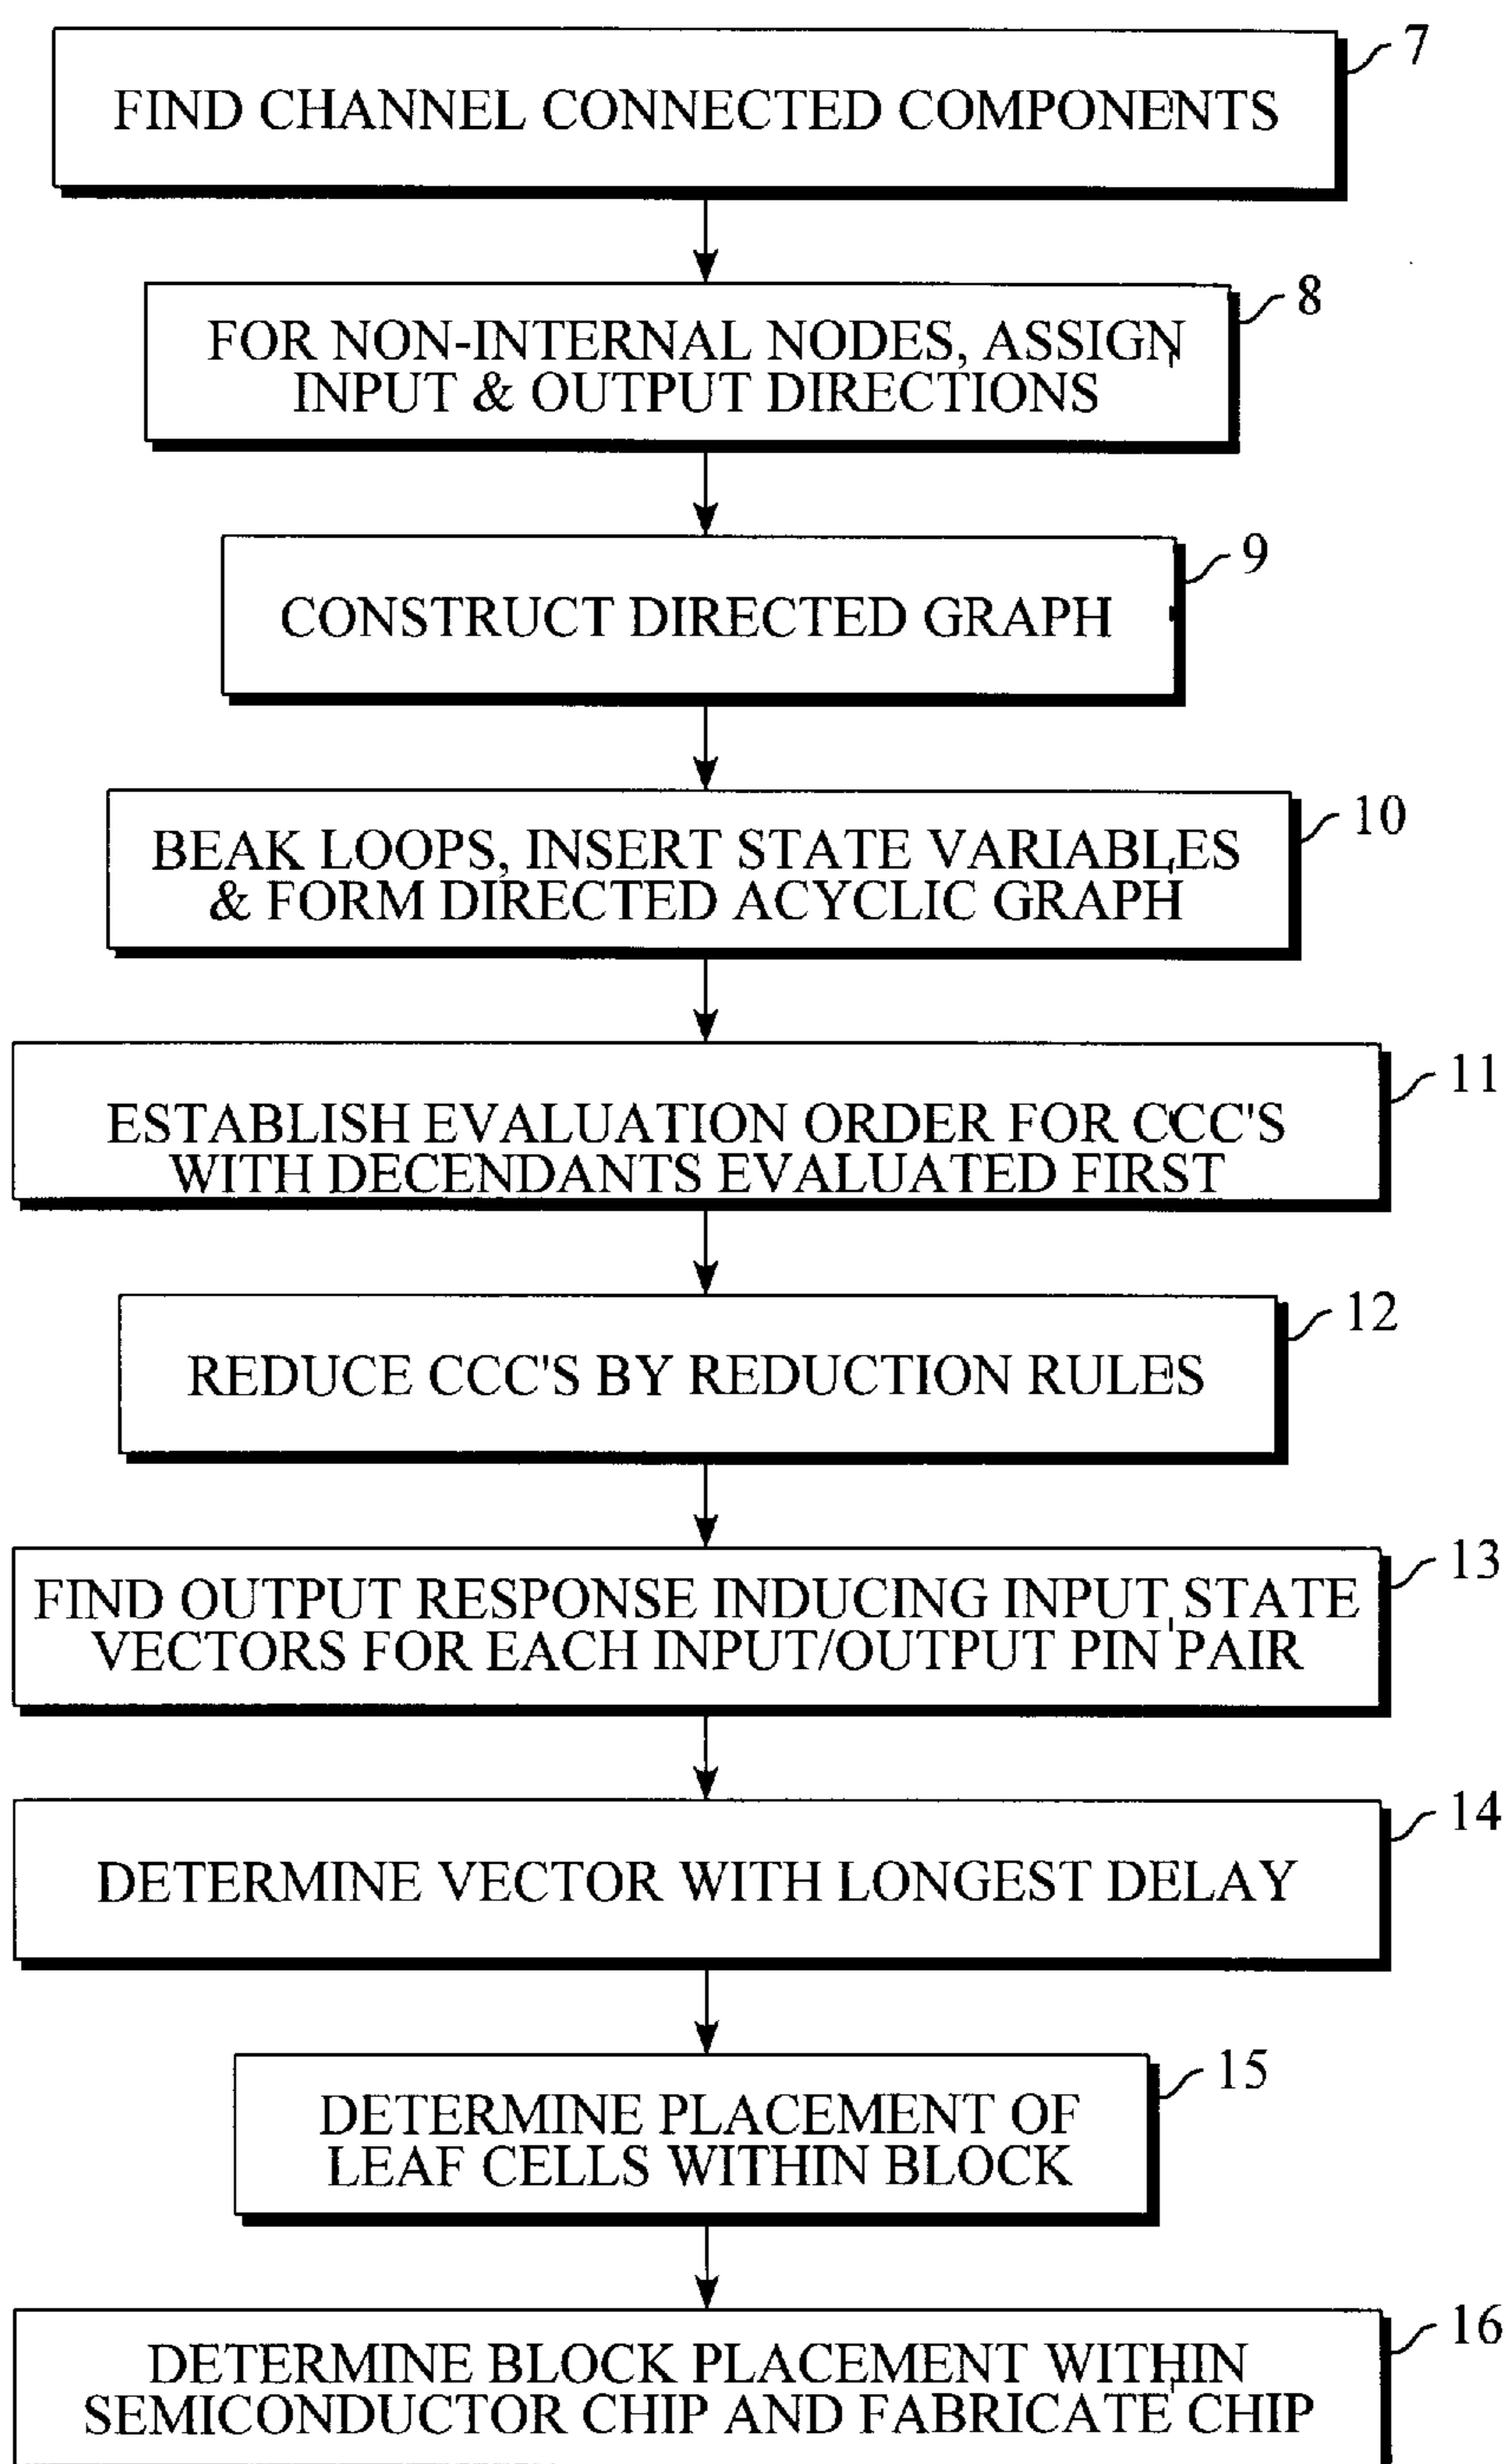 7
FIND CHANNEL CONNECTED COMPONENTS
8
FOR NON-INTERNAL NODES, ASSIGN
INPUT & OUTPUT DIRECTIONS
9
CONSTRUCT DIRECTED GRAPH
10
BEAK LOOPS, INSERT STATE VARIABLES
& FORM DIRECTED ACYCLIC GRAPH
11
ESTABLISH EVALUATION ORDER FOR CCC'S
WITH DECENDANTS EVALUATED FIRST
12
REDUCE CCC'S BY REDUCTION RULES
13
FIND OUTPUT RESPONSE INDUCING INPUT STATE
VECTORS FOR EACH INPUT/OUTPUT PIN PAIR
14
DETERMINE VECTOR WITH LONGEST DELAY
15
DETERMINE PLACEMENT OF
LEAF CELLS WITHIN BLOCK
16
DETERMINE BLOCK PLACEMENT WITHIN
SEMICONDUCTOR CHIP AND FABRICATE CHIP